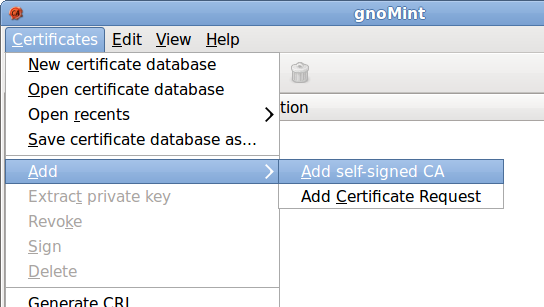 gnoMint
Certificates Edit View Help
New certificate database
Open certificate database
Open recents
tion
Save certificate database as...
Add
Add self-signed CA
Extract private key
Add Certificate Request
Revoke
Sign
Delete
Generate CRL